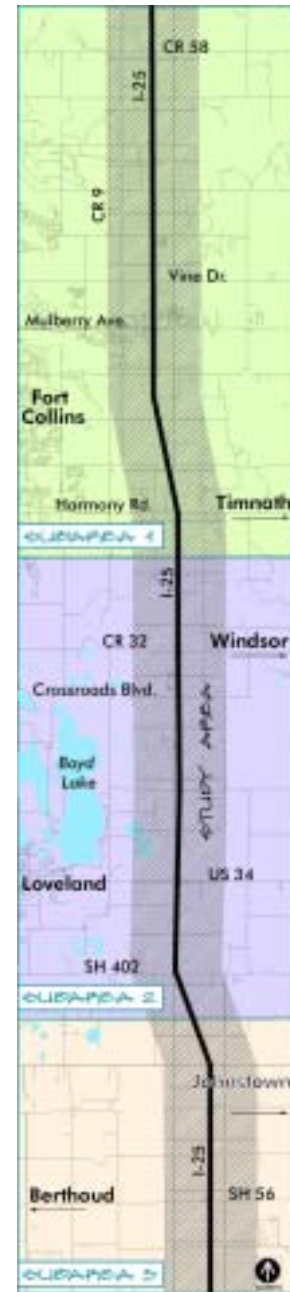 CR 58
I-25
CR 9
Vine Dr.
Mulberry Ave.
Fort
Collins
Harmony Rd.
Timnath
SUBAREA 1
I-25
CR 32
Windsor
Crossroads Blvd.
STUDY AREA
Boyd
Lake
US 34
Loveland
SH 402
SUBAREA 2
Johnstown
I-25
Berthoud
SH 56
SUBAREA 3